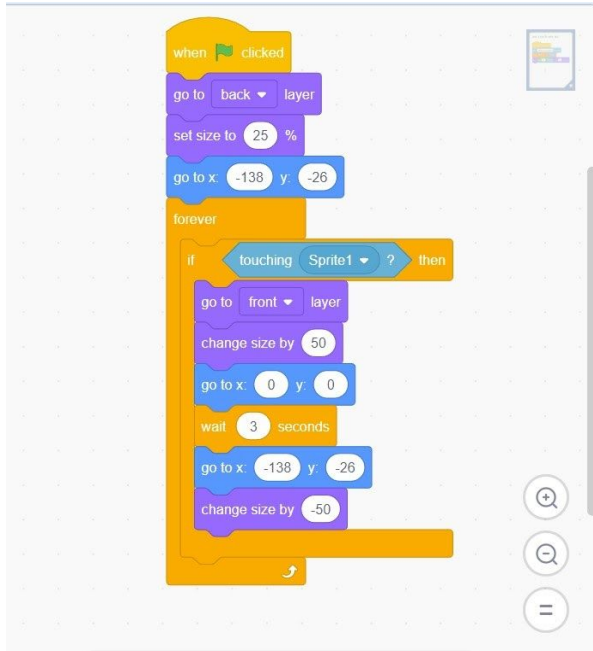 when clicked
go to back layer
set size to 25 %
go to x: -138 y: -26
forever
if touching Sprite1 ? then
go to front layer
change size by 50
go to x: 0 y: 0
wait 3 seconds
go to x: -138 y: -26
change size by -50